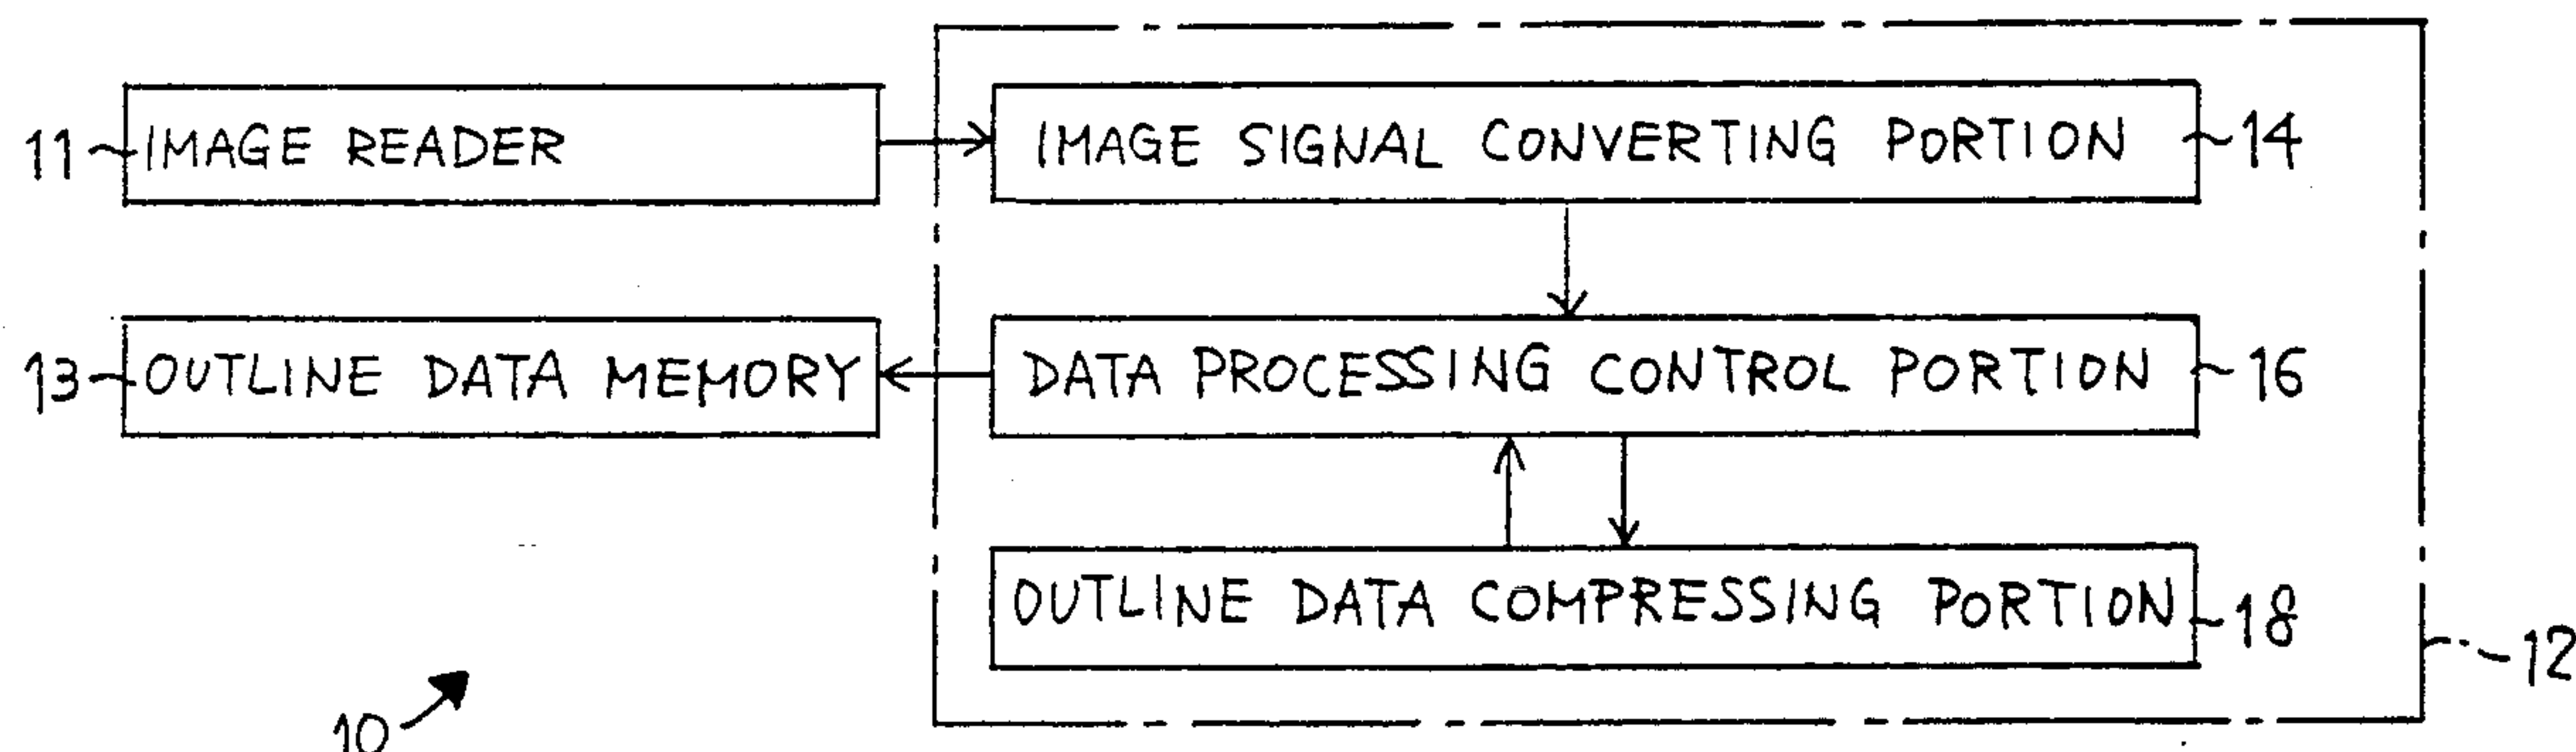 11 IMAGE READER
IMAGE SIGNAL CONVERTING PORTION 14
13 OUTLINE DATA MEMORY
DATA PROCESSING CONTROL PORTION 16
OUTLINE DATA COMPRESSING PORTION 18
12
10